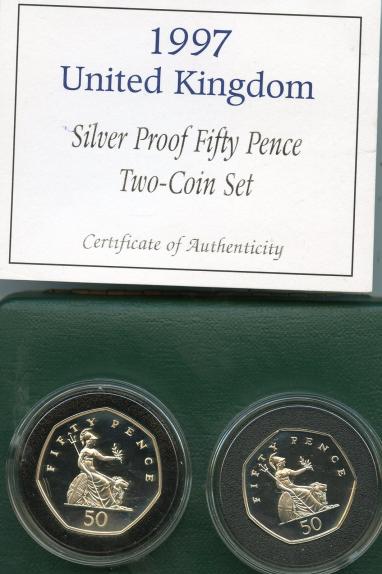 1997
United Kingdom
Silver Proof Fifty Pence
Two-Coin Set
Certificate of Authenticity
FIFTY PENCE
50
FIFTY PENCE
50